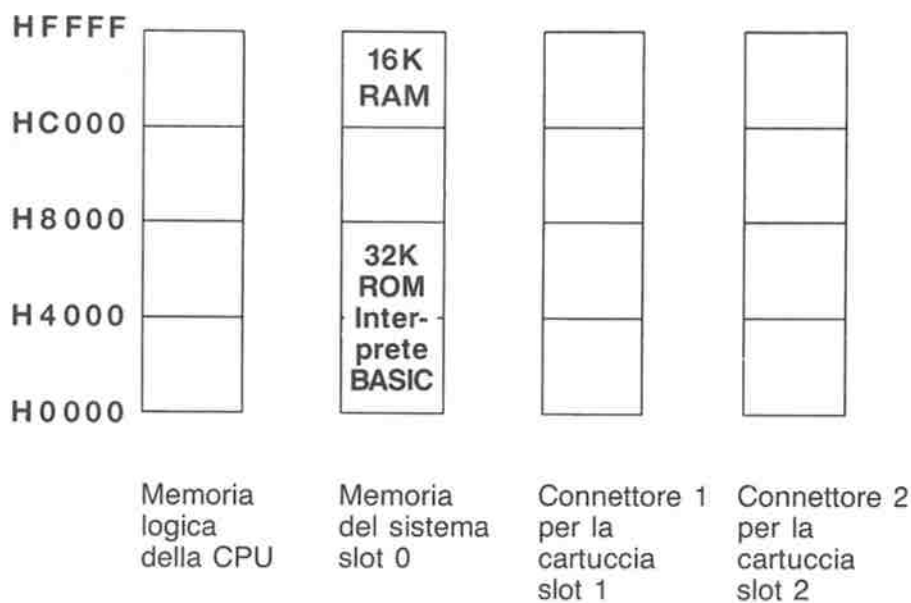 HFFFF
HC000
H8000
H4000
H0000
16K
RAM
32K
ROM
Inter-
prete
BASIC
Memoria
logica
della CPU
Memoria
del sistema
slot 0
Connettore 1
per la
cartuccia
slot 1
Connettore 2
per la
cartuccia
slot 2